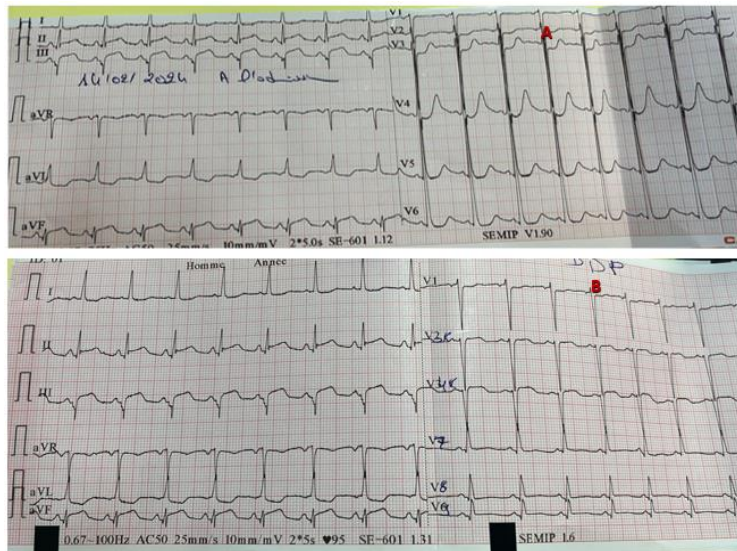 I
V1
II
V2
A
III
V3
14/02/2024
aVR
V4
aVL
V5
aVF
V6
AC50 25mm/s 10mm/mV 2*5.0s SE-601 1.12
SEMIP V1.90
Homme
Annee
DP
I
V1
B
II
V3R
III
V4R
aVR
V7
aVL
V8
aVF
V9
0.67~100Hz AC50 25mm/s 10mm/mV 2*5s ♥95 SE-601 1.31
SEMIP 1.6